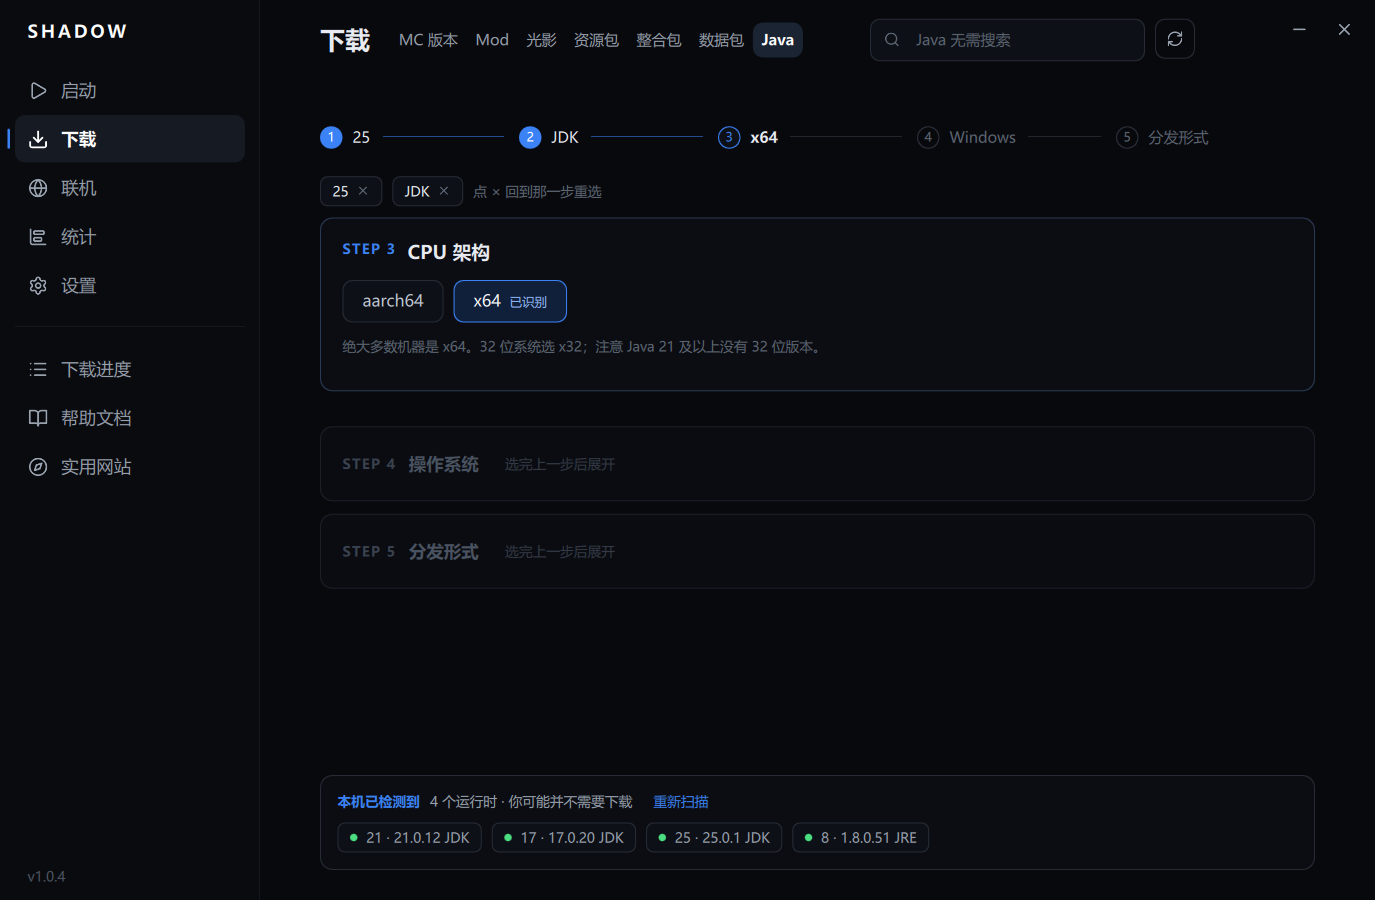 SHADOW
启动
下载
联机
统计
设置
下载进度
帮助文档
实用网站
v1.0.4
下载 MC 版本 Mod 光影 资源包 整合包 数据包 Java
Java 无需搜索
1 25 2 JDK 3 x64 4 Windows 5 分发形式
25 × JDK × 点 × 回到那一步重选
STEP 3 CPU 架构
aarch64 x64 已识别
绝大多数机器是 x64。32 位系统选 x32；注意 Java 21 及以上没有 32 位版本。
STEP 4 操作系统 选完上一步后展开
STEP 5 分发形式 选完上一步后展开
本机已检测到 4 个运行时 · 你可能并不需要下载 重新扫描
21 · 21.0.12 JDK 17 · 17.0.20 JDK 25 · 25.0.1 JDK 8 · 1.8.0.51 JRE